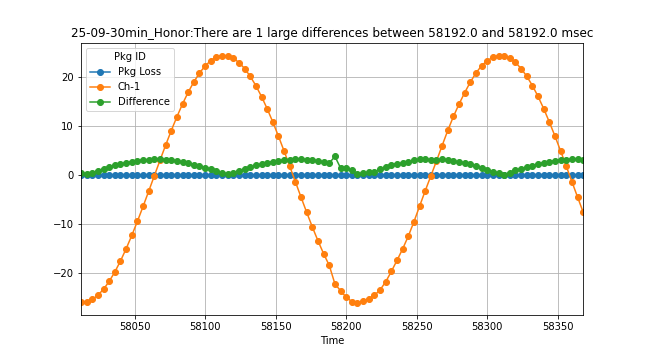 25-09-30min_Honor:There are 1 large differences between 58192.0 and 58192.0 msec
Pkg ID
Pkg Loss
Ch-1
Difference
20
10
0
−10
−20
58050 58100 58150 58200 58250 58300 58350
Time